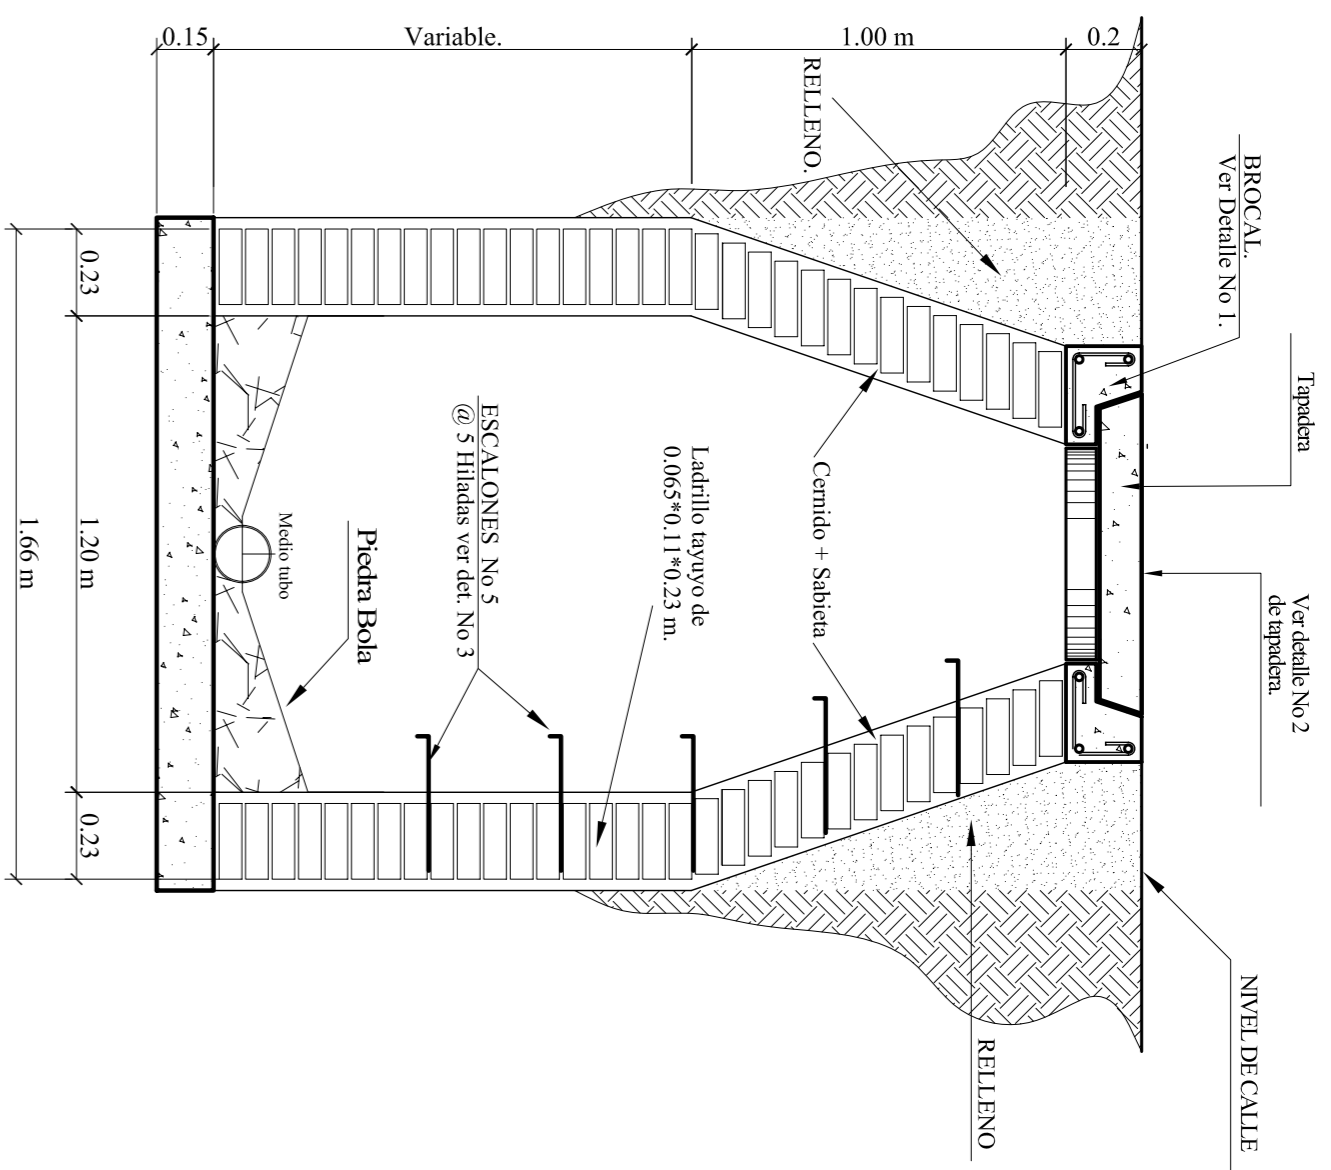 0.15
Variable.
1.00 m
0.2
RELLENO.
BROCAL.
Ver Detalle No 1.
Tapadera
Ver detalle No 2
de tapadera.
NIVEL DE CALLE
RELLENO
Cernido + Sabieta
Ladrillo tayuyo de
0.065*0.11*0.23 m.
ESCALONES No 5
@ 5 Hiladas ver det. No 3
Piedra Bola
Medio tubo
0.23
1.20 m
0.23
1.66 m